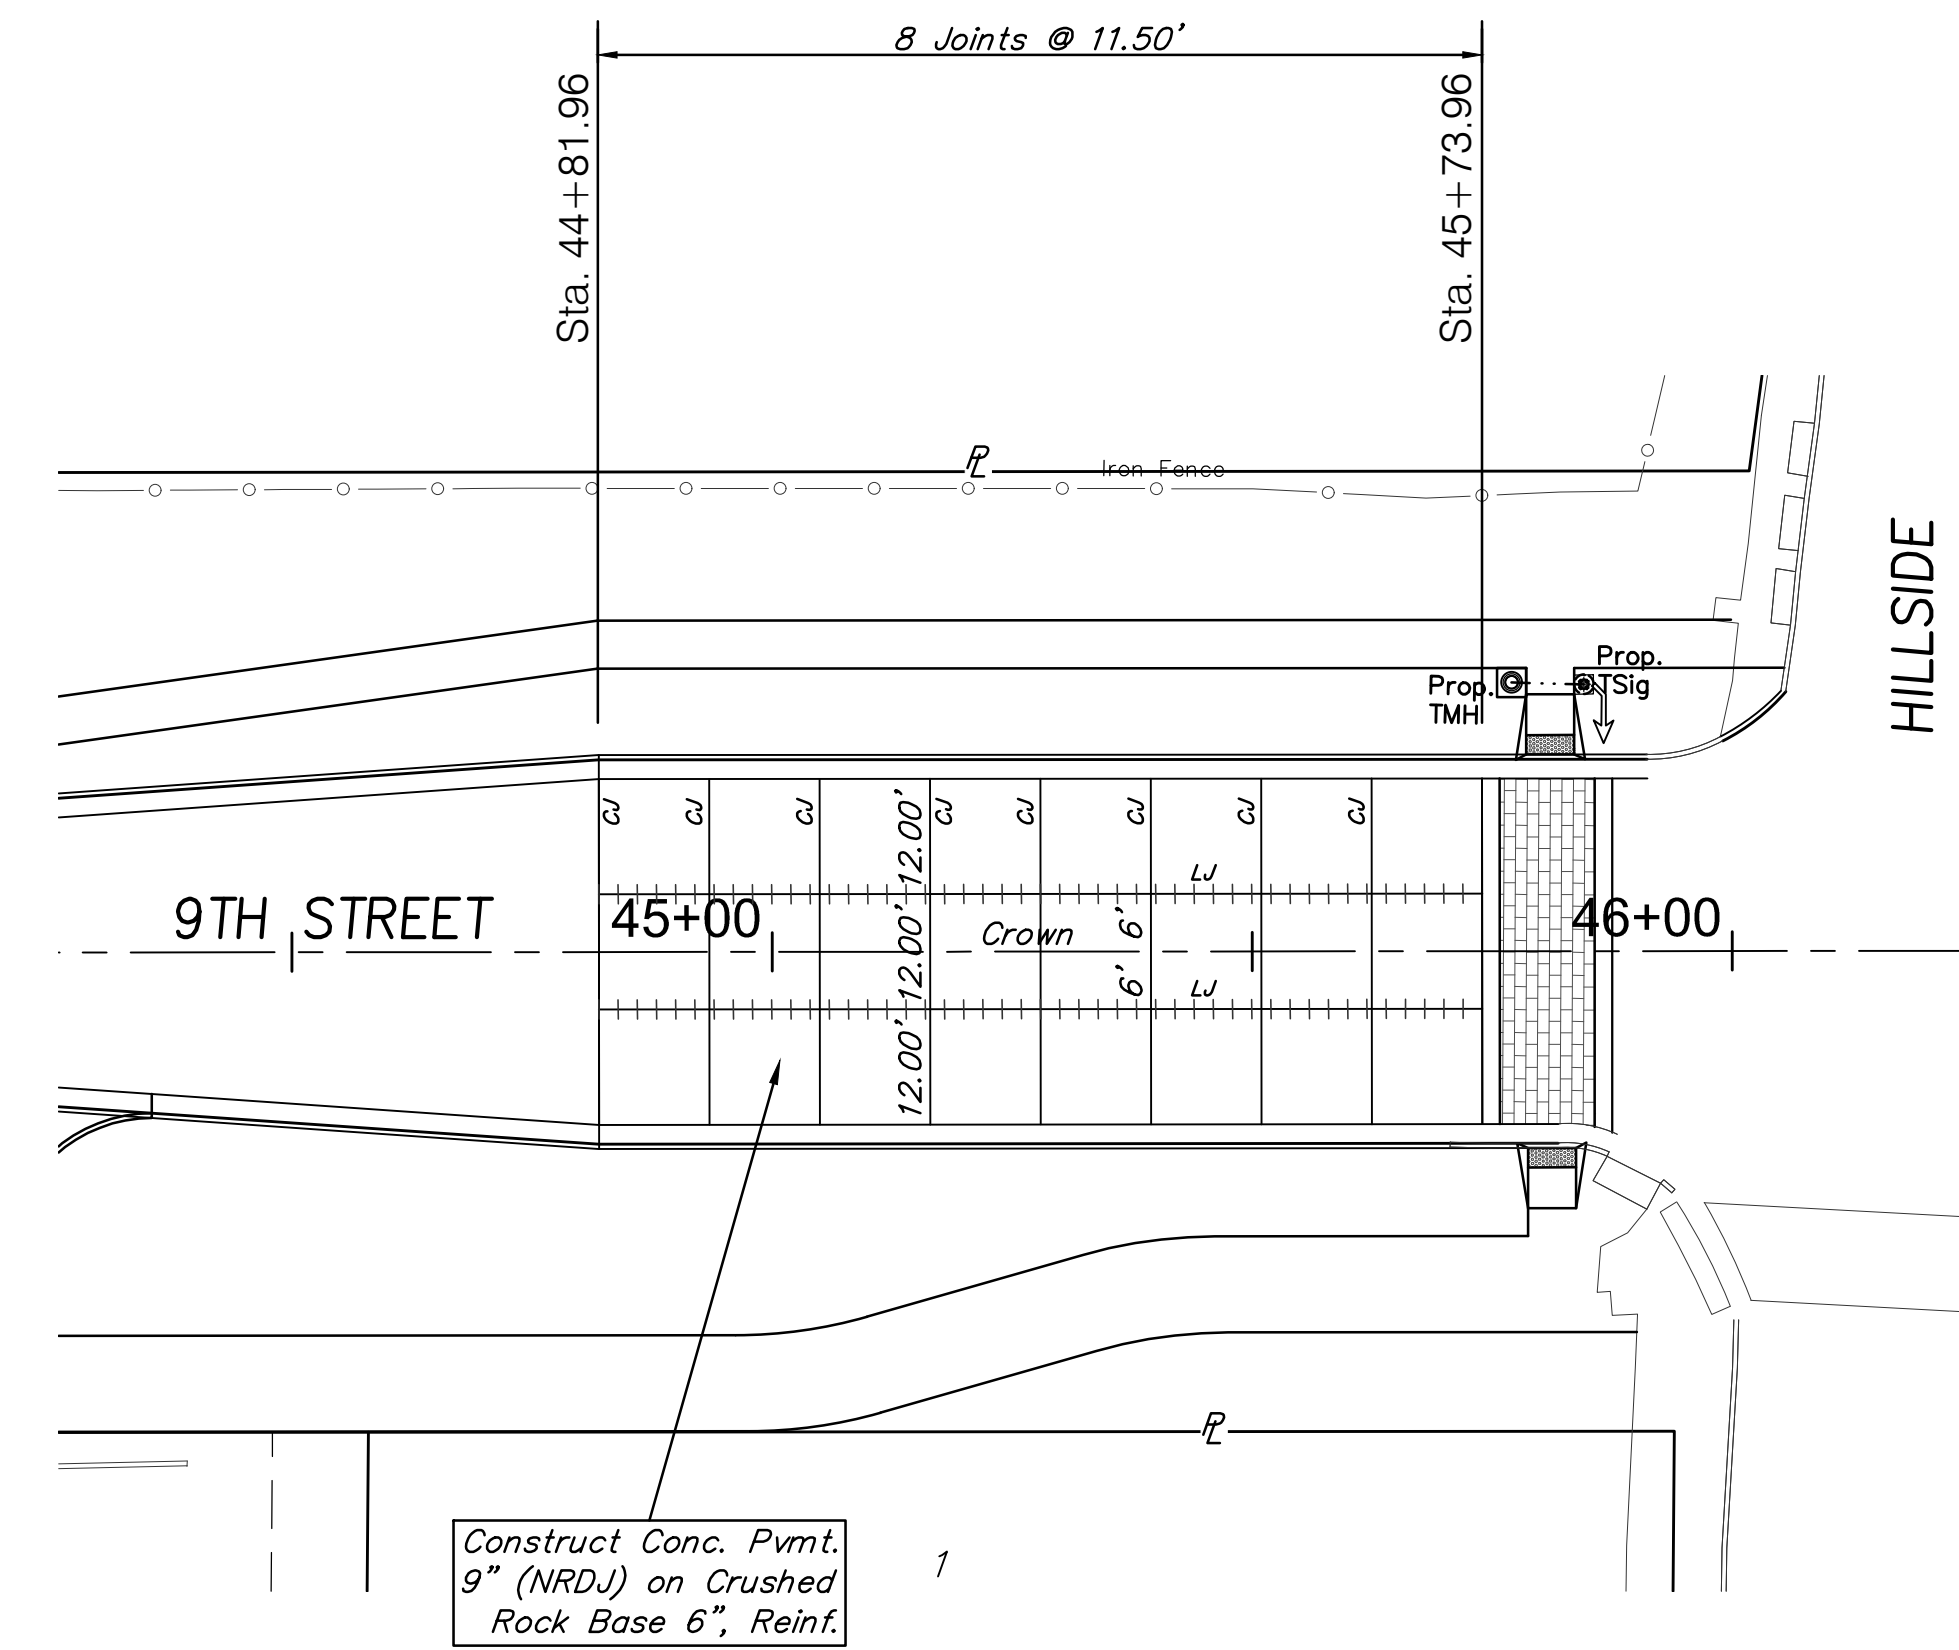 8 Joints @ 11.50'
Sta. 44+81.96
Sta. 45+73.96
PL
Iron Fence
HILLSIDE
Prop.
TSig
Prop.
TMH
CJ
CJ
CJ
12.00'
CJ
CJ
CJ
CJ
CJ
LJ
9TH STREET
45+00
12.00'
Crown
6'
46+00
6'
LJ
12.00'
PL
Construct Conc. Pvmt.
9" (NRDJ) on Crushed
Rock Base 6", Reinf.
1